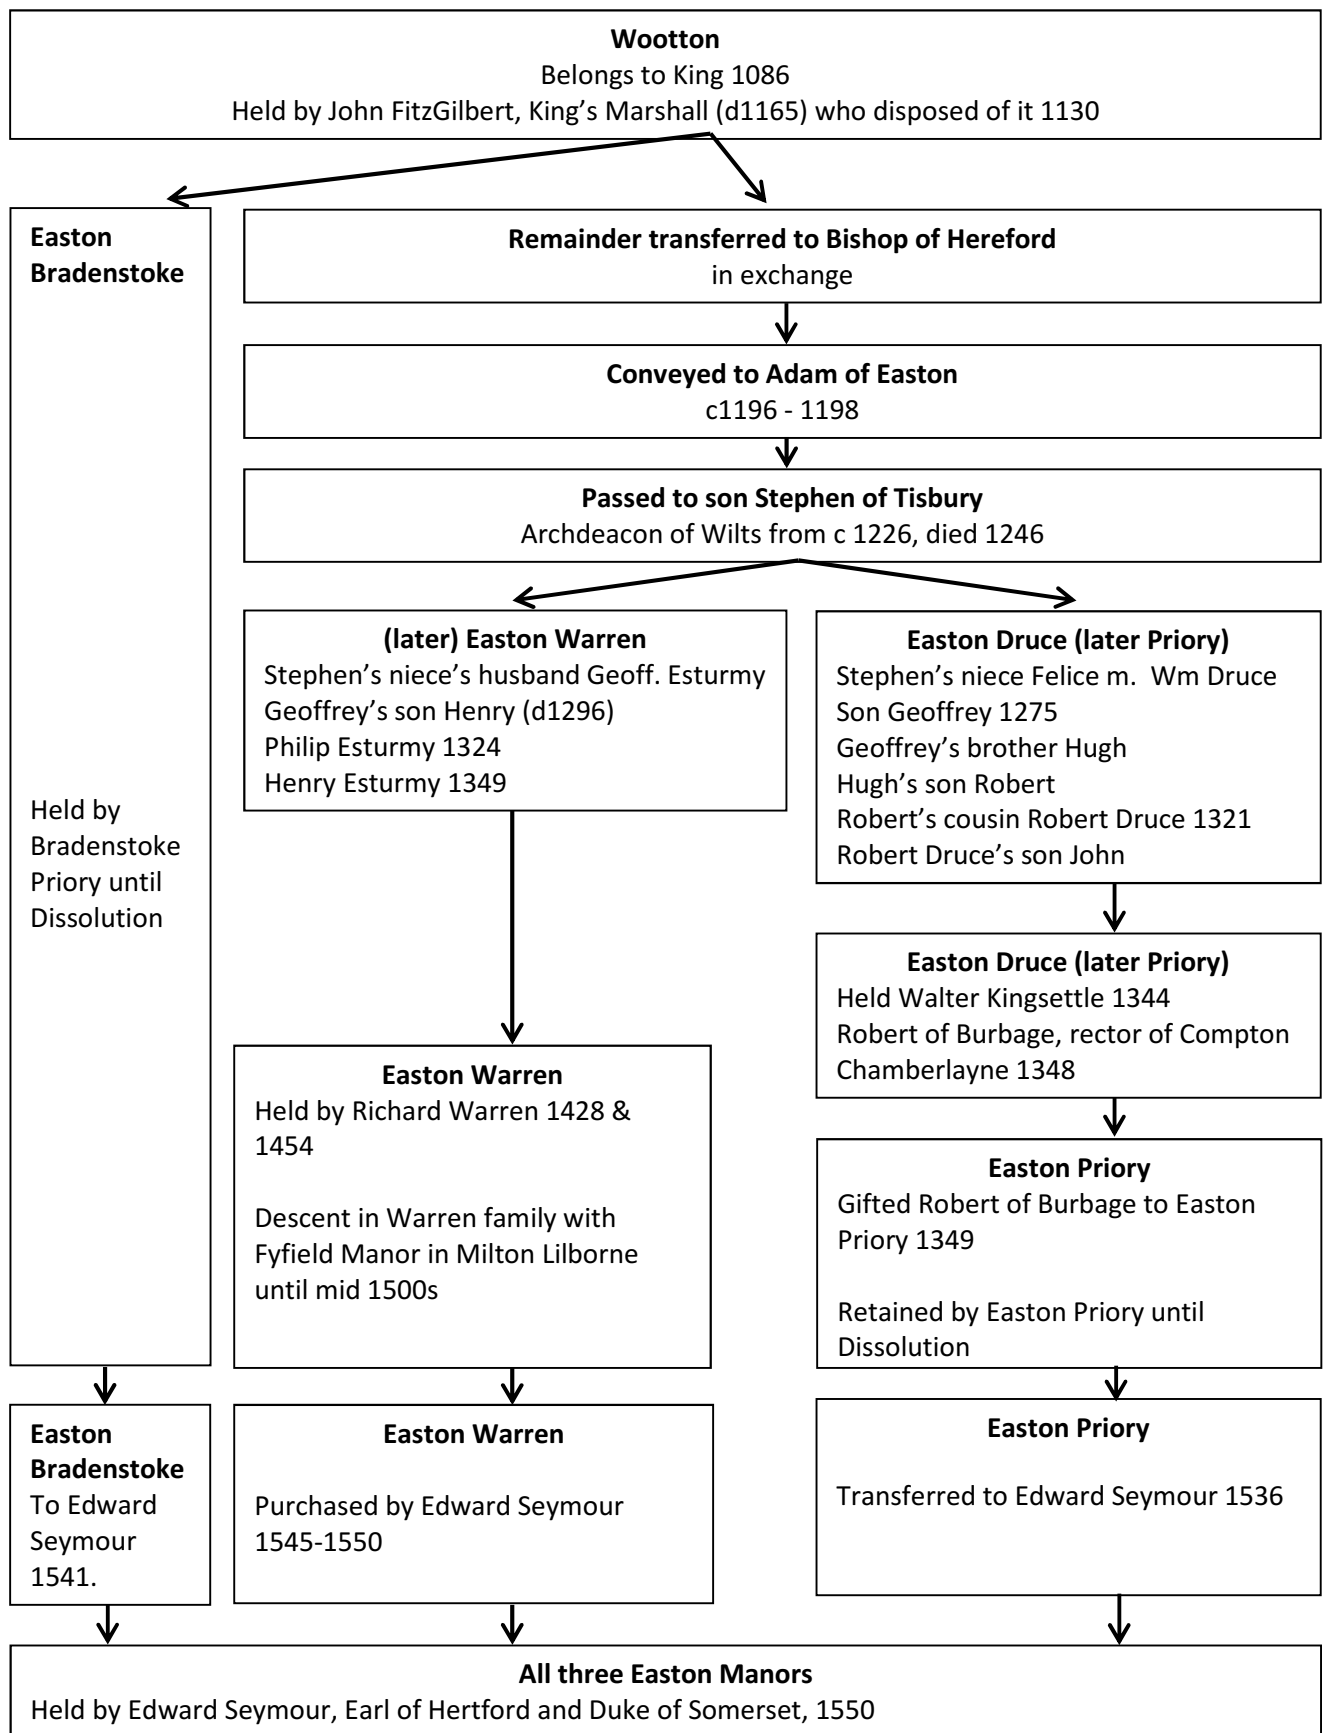 Wootton
Belongs to King 1086
Held by John FitzGilbert, King's Marshall (d1165) who disposed of it 1130
Easton
Bradenstoke
Held by
Bradenstoke
Priory until
Dissolution
Remainder transferred to Bishop of Hereford
in exchange
Conveyed to Adam of Easton
c1196 - 1198
Passed to son Stephen of Tisbury
Archdeacon of Wilts from c 1226, died 1246
(later) Easton Warren
Stephen's niece's husband Geoff. Esturmy
Geoffrey's son Henry (d1296)
Philip Esturmy 1324
Henry Esturmy 1349
Easton Druce (later Priory)
Stephen's niece Felice m. Wm Druce
Son Geoffrey 1275
Geoffrey's brother Hugh
Hugh's son Robert
Robert's cousin Robert Druce 1321
Robert Druce's son John
Easton Druce (later Priory)
Held Walter Kingsettle 1344
Robert of Burbage, rector of Compton
Chamberlayne 1348
Easton Warren
Held by Richard Warren 1428 &
1454
Descent in Warren family with
Fyfield Manor in Milton Lilborne
until mid 1500s
Easton Priory
Gifted Robert of Burbage to Easton
Priory 1349
Retained by Easton Priory until
Dissolution
Easton
Bradenstoke
To Edward
Seymour
1541.
Easton Warren
Purchased by Edward Seymour
1545-1550
Easton Priory
Transferred to Edward Seymour 1536
All three Easton Manors
Held by Edward Seymour, Earl of Hertford and Duke of Somerset, 1550